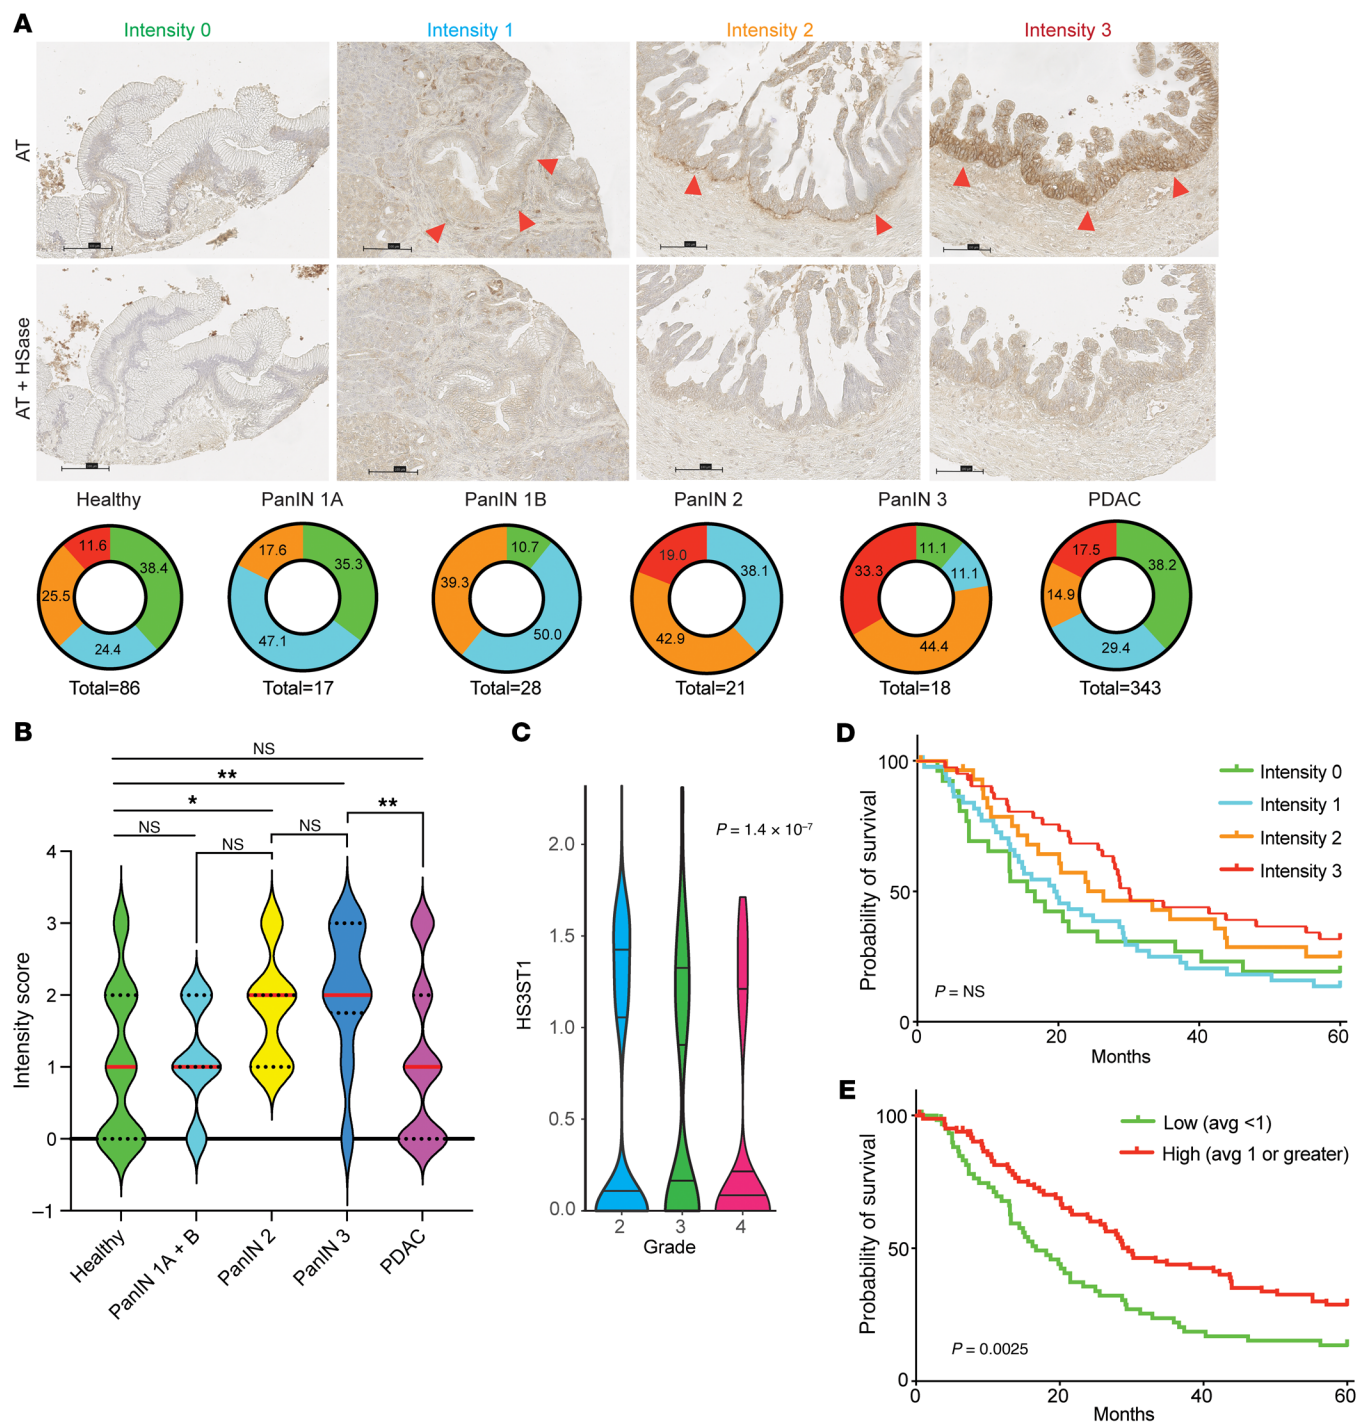 A
Intensity 0
Intensity 1
Intensity 2
Intensity 3
AT
AT + HSase
Healthy
PanIN 1A
PanIN 1B
PanIN 2
PanIN 3
PDAC
11.6
38.4
25.5
24.4
17.6
35.3
47.1
10.7
39.3
50.0
19.0
38.1
42.9
11.1
33.3
11.1
44.4
17.5
38.2
14.9
29.4
Total=86
Total=17
Total=28
Total=21
Total=18
Total=343
B
NS
**
*
**
NS
NS
NS
4
3
2
1
0
–1
Intensity score
Healthy
PanIN 1A + B
PanIN 2
PanIN 3
PDAC
C
P = 1.4 × 10⁻⁷
2.0
1.5
1.0
0.5
0.0
HS3ST1
2
3
4
Grade
D
100
50
0
Probability of survival
Intensity 0
Intensity 1
Intensity 2
Intensity 3
P = NS
0
20
40
60
Months
E
100
50
0
Probability of survival
Low (avg <1)
High (avg 1 or greater)
P = 0.0025
0
20
40
60
Months